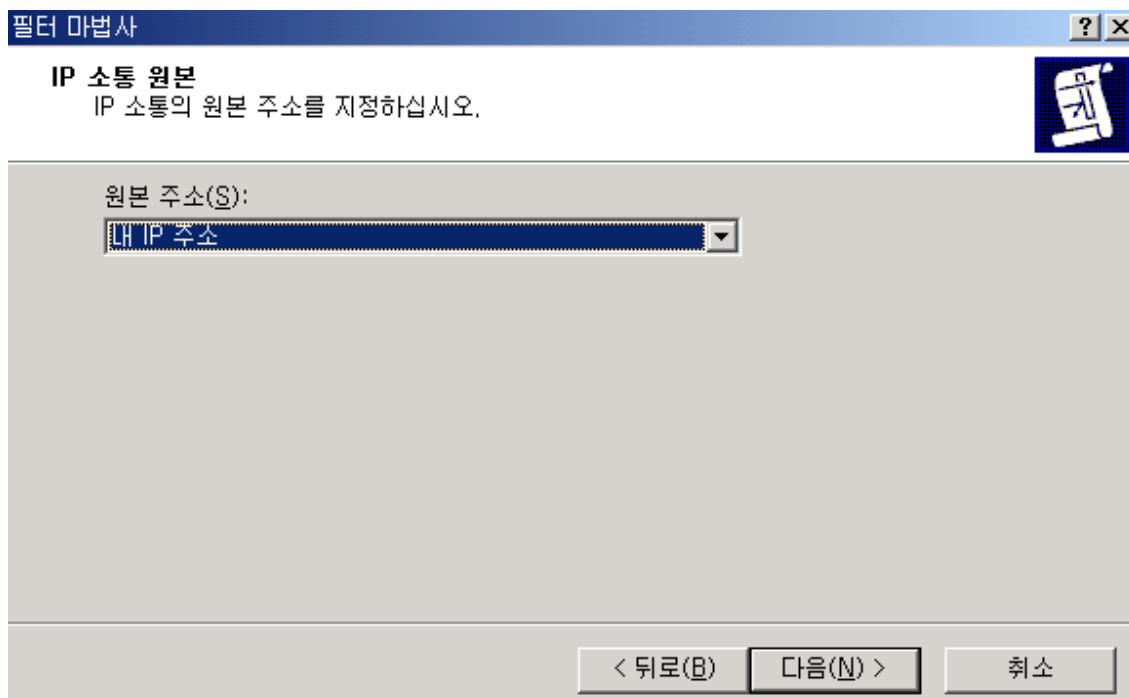 필터 마법사
IP 소통 원본
IP 소통의 원본 주소를 지정하십시오.
원본 주소(S):
내 IP 주소
< 뒤로(B) 다음(N) > 취소